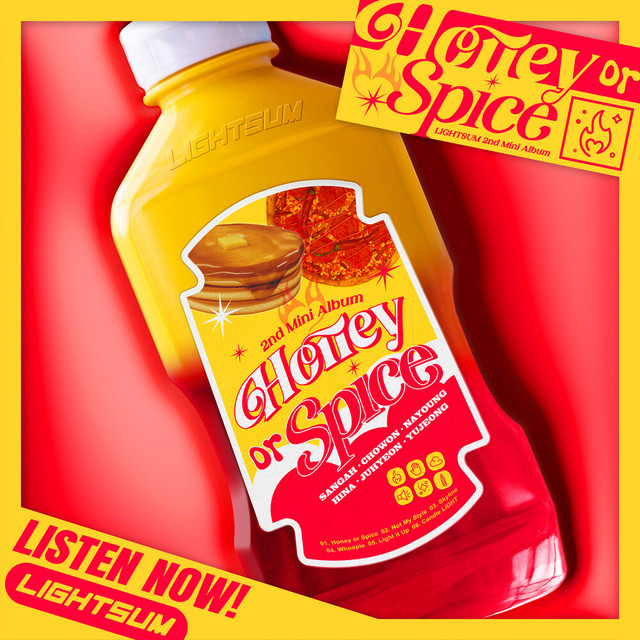 Honey or
Spice
LIGHTSUM 2nd Mini Album
LIGHTSUM
2nd Mini Album
Honey
or Spice
SANGAH · CHOWON · NAYOUNG
HINA · JUHYEON · YUJEONG
01. Honey or Spice 02. Not My Style 03. Skyline
04. Whoopie 05. Light it Up 06. Candle LIGHT
LISTEN NOW!
LIGHTSUM